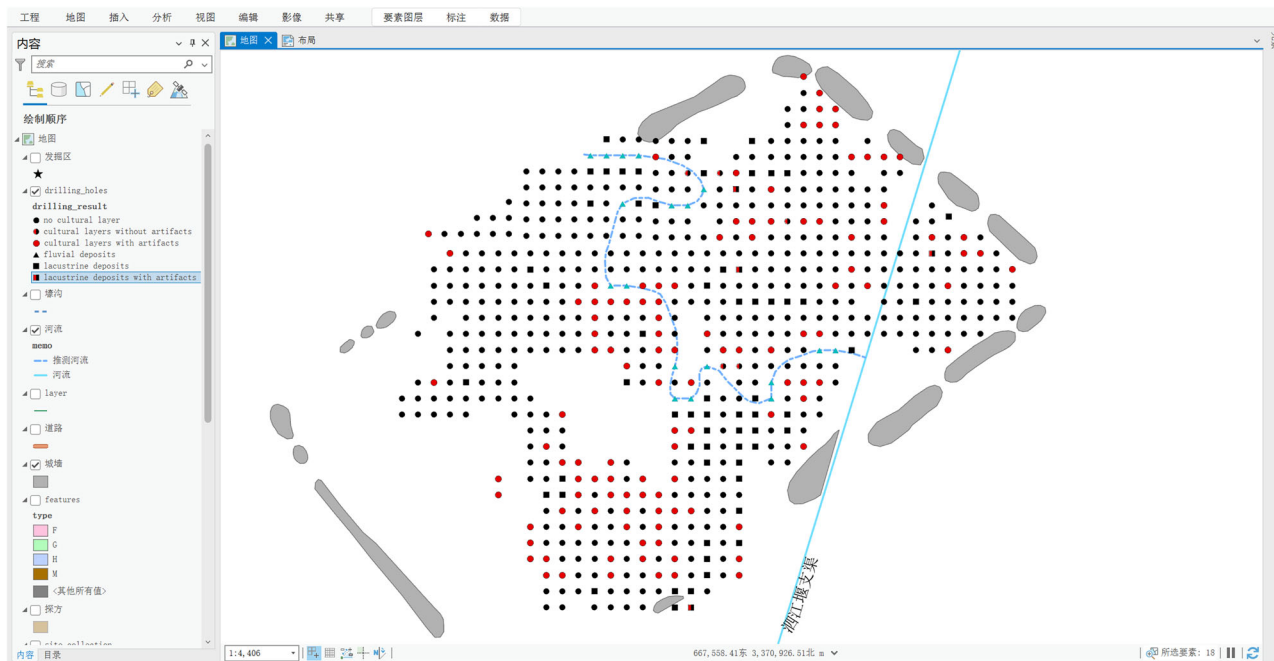 工程 地图 插入 分析 视图 编辑 影像 共享 要素图层 标注 数据
内容
地图 布局
搜索
绘制顺序
地图
发掘区
drilling_holes
drilling_result
no cultural layer
cultural layers without artifacts
cultural layers with artifacts
fluvial deposits
lacustrine deposits
lacustrine deposits with artifacts
壕沟
河流
memo
推测河流
河流
layer
道路
城墙
features
type
F
G
H
M
<其他所有值>
探方
site_collection
内容 目录
泗江堰支渠
1:4,406
667,558.41东 3,370,926.51北 m
所选要素: 18